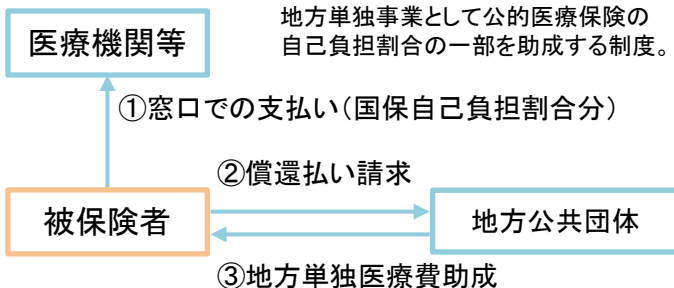 地方単独事業として公的医療保険の
自己負担割合の一部を助成する制度。
医療機関等
①窓口での支払い(国保自己負担割合分)
②償還払い請求
被保険者
地方公共団体
③地方単独医療費助成